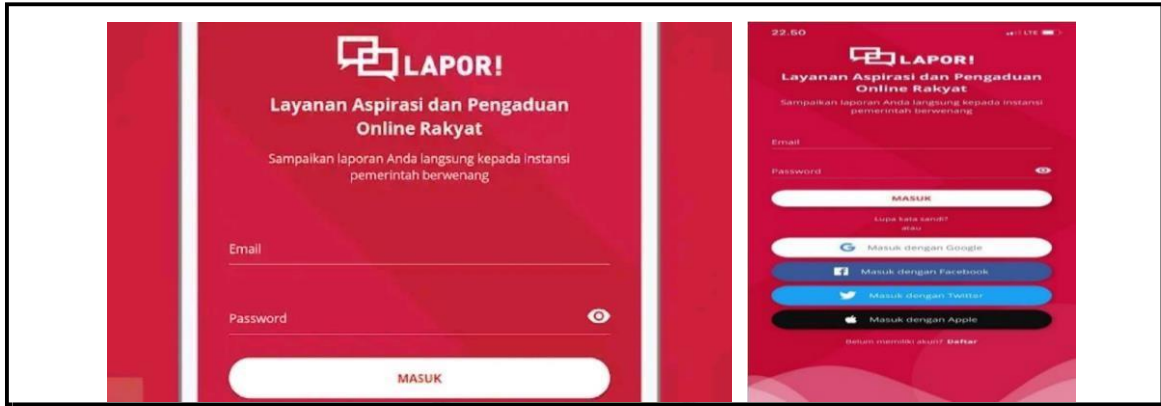 LAPOR!
Layanan Aspirasi dan Pengaduan
Online Rakyat
Sampaikan laporan Anda langsung kepada instansi
pemerintah berwenang
Email
Password
MASUK
22.50
LTE
LAPOR!
Layanan Aspirasi dan Pengaduan
Online Rakyat
Sampaikan laporan Anda langsung kepada instansi
pemerintah berwenang
Email
Password
MASUK
Lupa kata sandi?
atau
Masuk dengan Google
Masuk dengan Facebook
Masuk dengan Twitter
Masuk dengan Apple
Belum memiliki akun? Daftar